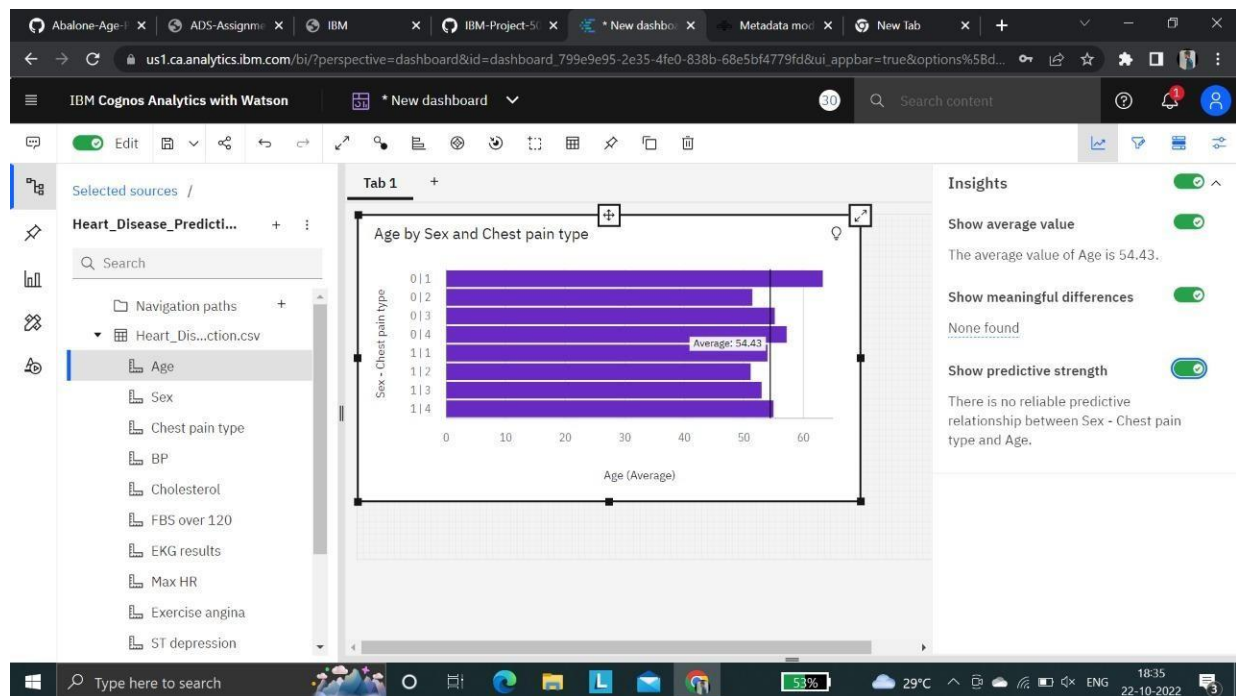 Abalone-Age-P
ADS-Assignme
IBM
IBM-Project-50
* New dashbo
Metadata mod
New Tab
us1.ca.analytics.ibm.com/bi/?perspective=dashboard&id=dashboard_799e9e95-2e35-4fe0-838b-68e5bf4779fd&ui_appbar=true&options%5Bd...
IBM Cognos Analytics with Watson
* New dashboard
30
Search content
1
Edit
Selected sources /
Heart_Disease_Predicti...
Search
Navigation paths
Heart_Dis...ction.csv
Age
Sex
Chest pain type
BP
Cholesterol
FBS over 120
EKG results
Max HR
Exercise angina
ST depression
Tab 1
Age by Sex and Chest pain type
Sex - Chest pain type
0|1
0|2
0|3
0|4
1|1
1|2
1|3
1|4
Average: 54.43
0 10 20 30 40 50 60
Age (Average)
Insights
Show average value
The average value of Age is 54.43.
Show meaningful differences
None found
Show predictive strength
There is no reliable predictive
relationship between Sex - Chest pain
type and Age.
Type here to search
L
53%
29°C
ENG
18:35
22-10-2022
3